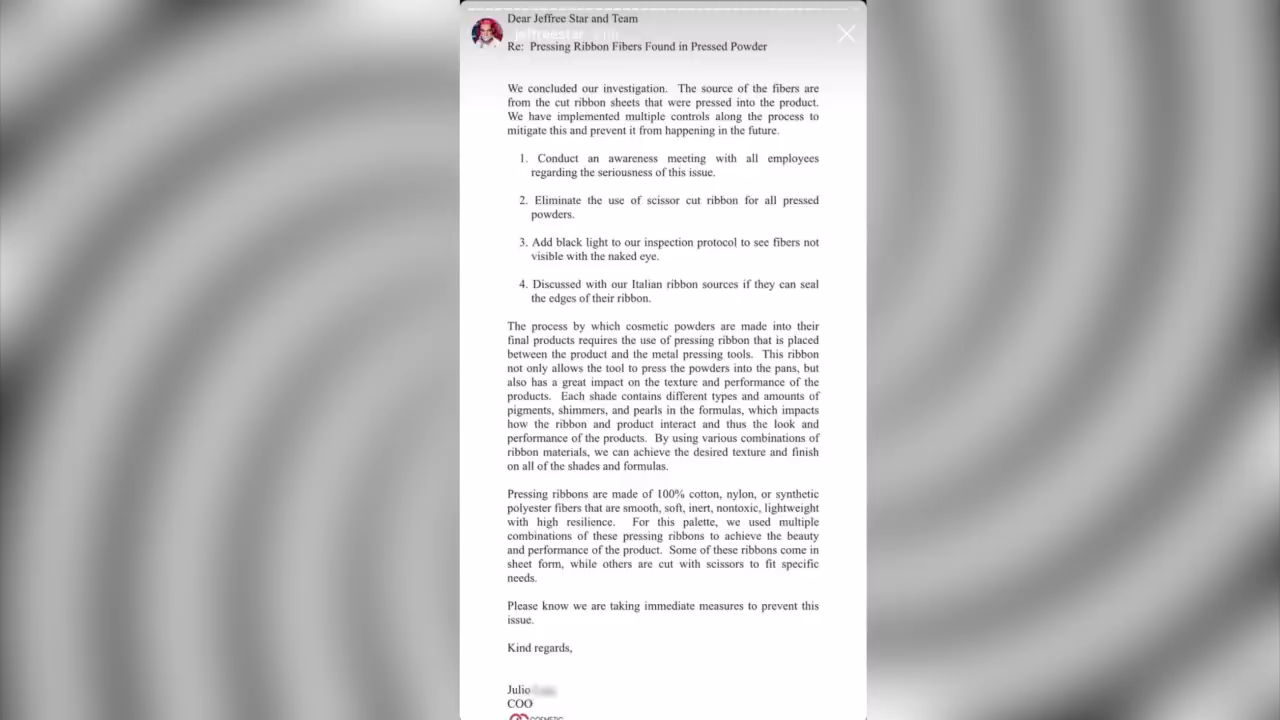 Dear Jeffree Star and Team
jeffreestar
Re: Pressing Ribbon Fibers Found in Pressed Powder
We concluded our investigation. The source of the fibers are
from the cut ribbon sheets that were pressed into the product.
We have implemented multiple controls along the process to
mitigate this and prevent it from happening in the future.
1. Conduct an awareness meeting with all employees
regarding the seriousness of this issue.
2. Eliminate the use of scissor cut ribbon for all pressed
powders.
3. Add black light to our inspection protocol to see fibers not
visible with the naked eye.
4. Discussed with our Italian ribbon sources if they can seal
the edges of their ribbon.
The process by which cosmetic powders are made into their
final products requires the use of pressing ribbon that is placed
between the product and the metal pressing tools. This ribbon
not only allows the tool to press the powders into the pans, but
also has a great impact on the texture and performance of the
products. Each shade contains different types and amounts of
pigments, shimmers, and pearls in the formulas, which impacts
how the ribbon and product interact and thus the look and
performance of the products. By using various combinations of
ribbon materials, we can achieve the desired texture and finish
on all of the shades and formulas.
Pressing ribbons are made of 100% cotton, nylon, or synthetic
polyester fibers that are smooth, soft, inert, nontoxic, lightweight
with high resilience. For this palette, we used multiple
combinations of these pressing ribbons to achieve the beauty
and performance of the product. Some of these ribbons come in
sheet form, while others are cut with scissors to fit specific
needs.
Please know we are taking immediate measures to prevent this
issue.
Kind regards,
Julio
COO
COSMETIC